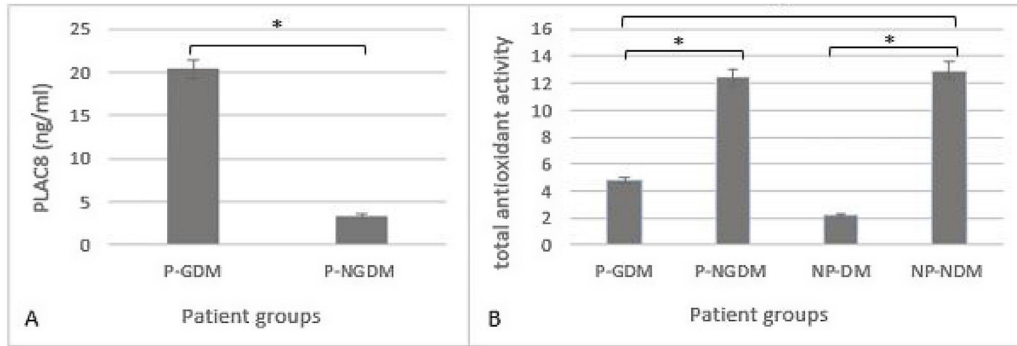 *
25
20
15
10
5
0
PLAC8 (ng/ml)
P-GDM P-NGDM
Patient groups
A
* *
16
14
12
10
8
6
4
2
0
total antioxidant activity
P-GDM P-NGDM NP-DM NP-NDM
Patient groups
B